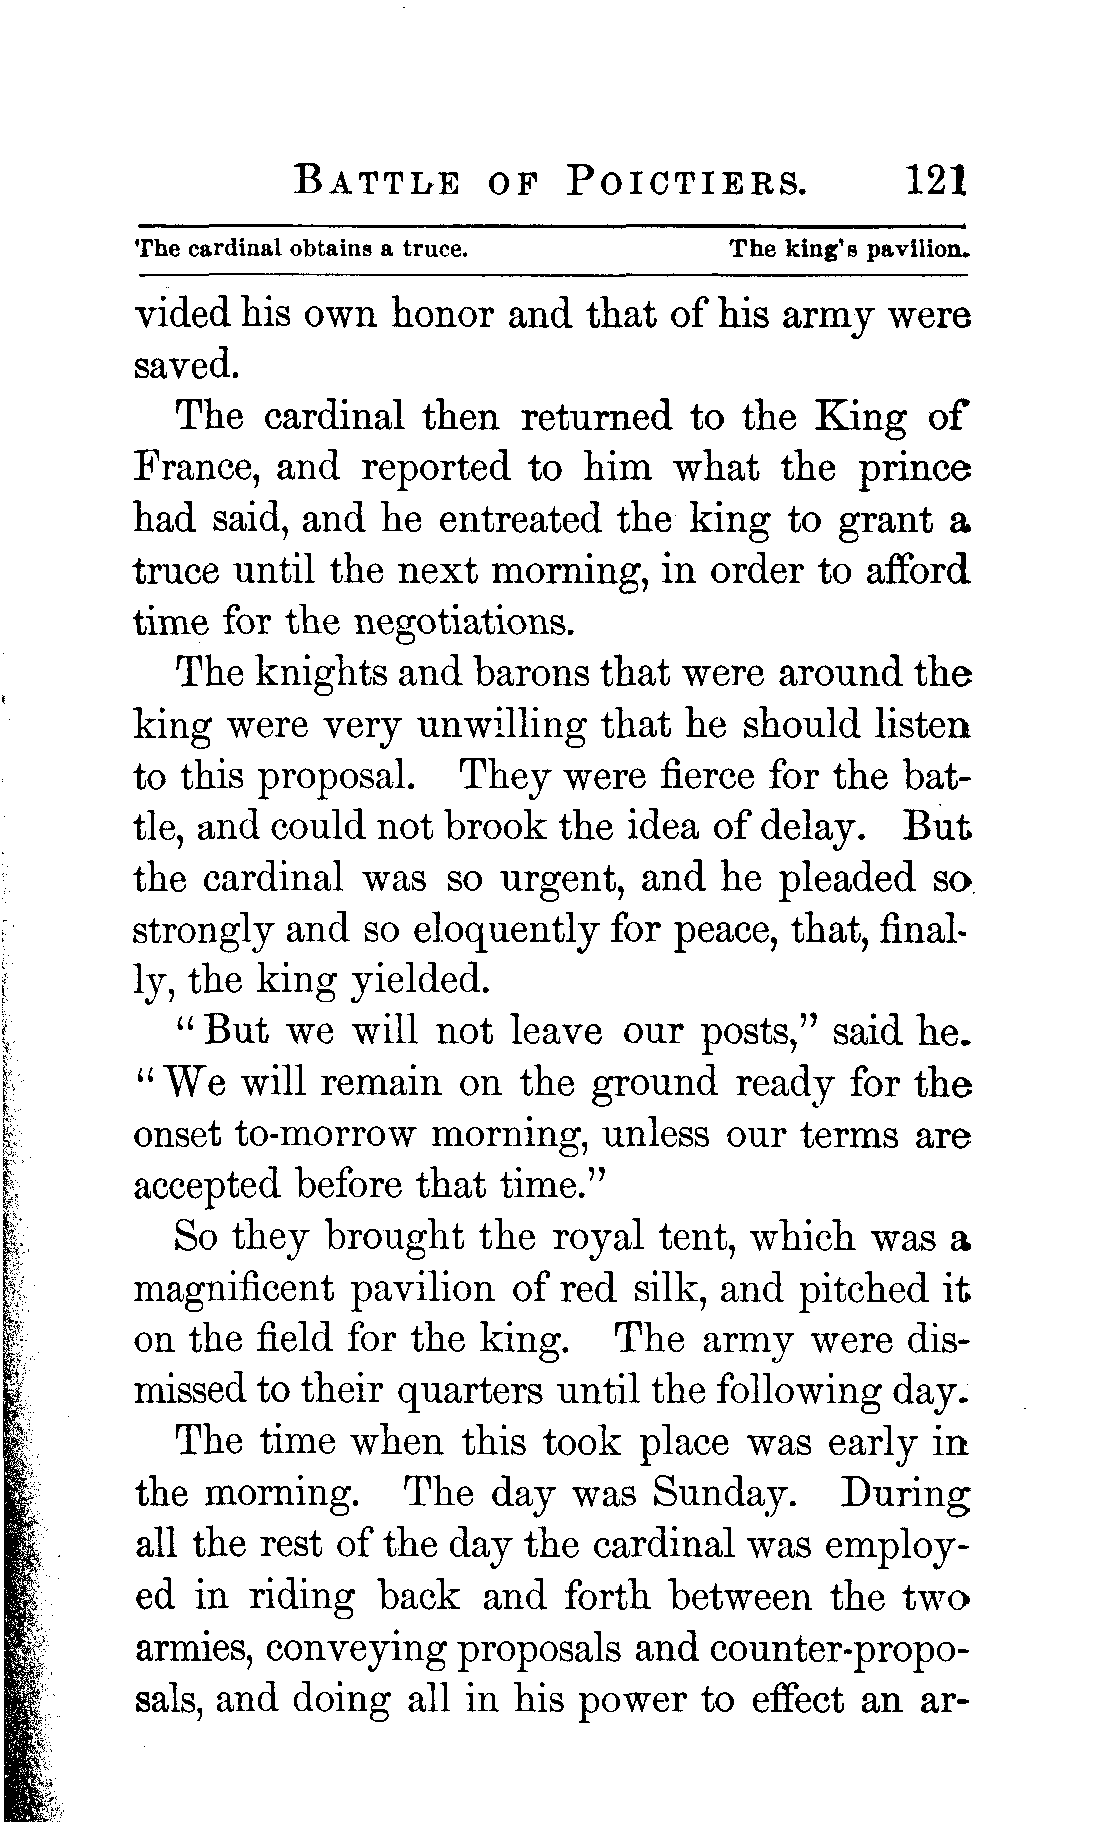 BATTLE OF POICTIERS. 121
The cardinal obtains a truce. The king's pavilion.
vided his own honor and that of his army were
saved.
The cardinal then returned to the King of
France, and reported to him what the prince
had said, and he entreated the king to grant a
truce until the next morning, in order to afford
time for the negotiations.
The knights and barons that were around the
king were very unwilling that he should listen
to this proposal. They were fierce for the bat-
tle, and could not brook the idea of delay. But
the cardinal was so urgent, and he pleaded so
strongly and so eloquently for peace, that, final-
ly, the king yielded.
"But we will not leave our posts," said he.
"We will remain on the ground ready for the
onset to-morrow morning, unless our terms are
accepted before that time."
So they brought the royal tent, which was a
magnificent pavilion of red silk, and pitched it
on the field for the king. The army were dis-
missed to their quarters until the following day.
The time when this took place was early in
the morning. The day was Sunday. During
all the rest of the day the cardinal was employ-
ed in riding back and forth between the two
armies, conveying proposals and counter-propo-
sals, and doing all in his power to effect an ar-